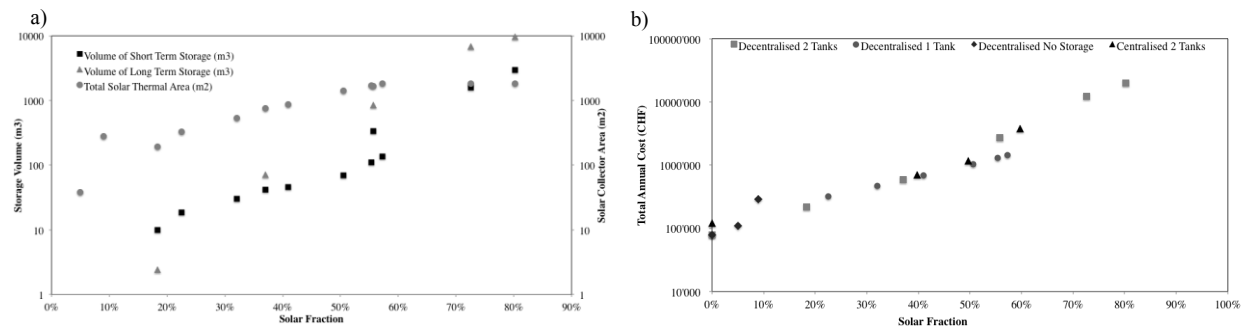 a)
Volume of Short Term Storage (m3)
Volume of Long Term Storage (m3)
Total Solar Thermal Area (m2)
10000
1000
100
10
1
Storage Volume (m3)
10000
1000
100
10
1
Solar Collector Area (m2)
0% 10% 20% 30% 40% 50% 60% 70% 80% 90%
Solar Fraction
b)
Decentralised 2 Tanks Decentralised 1 Tank Decentralised No Storage Centralised 2 Tanks
100000'000
10000'000
1000'000
100'000
10'000
Total Annual Cost (CHF)
0% 10% 20% 30% 40% 50% 60% 70% 80% 90% 100%
Solar Fraction